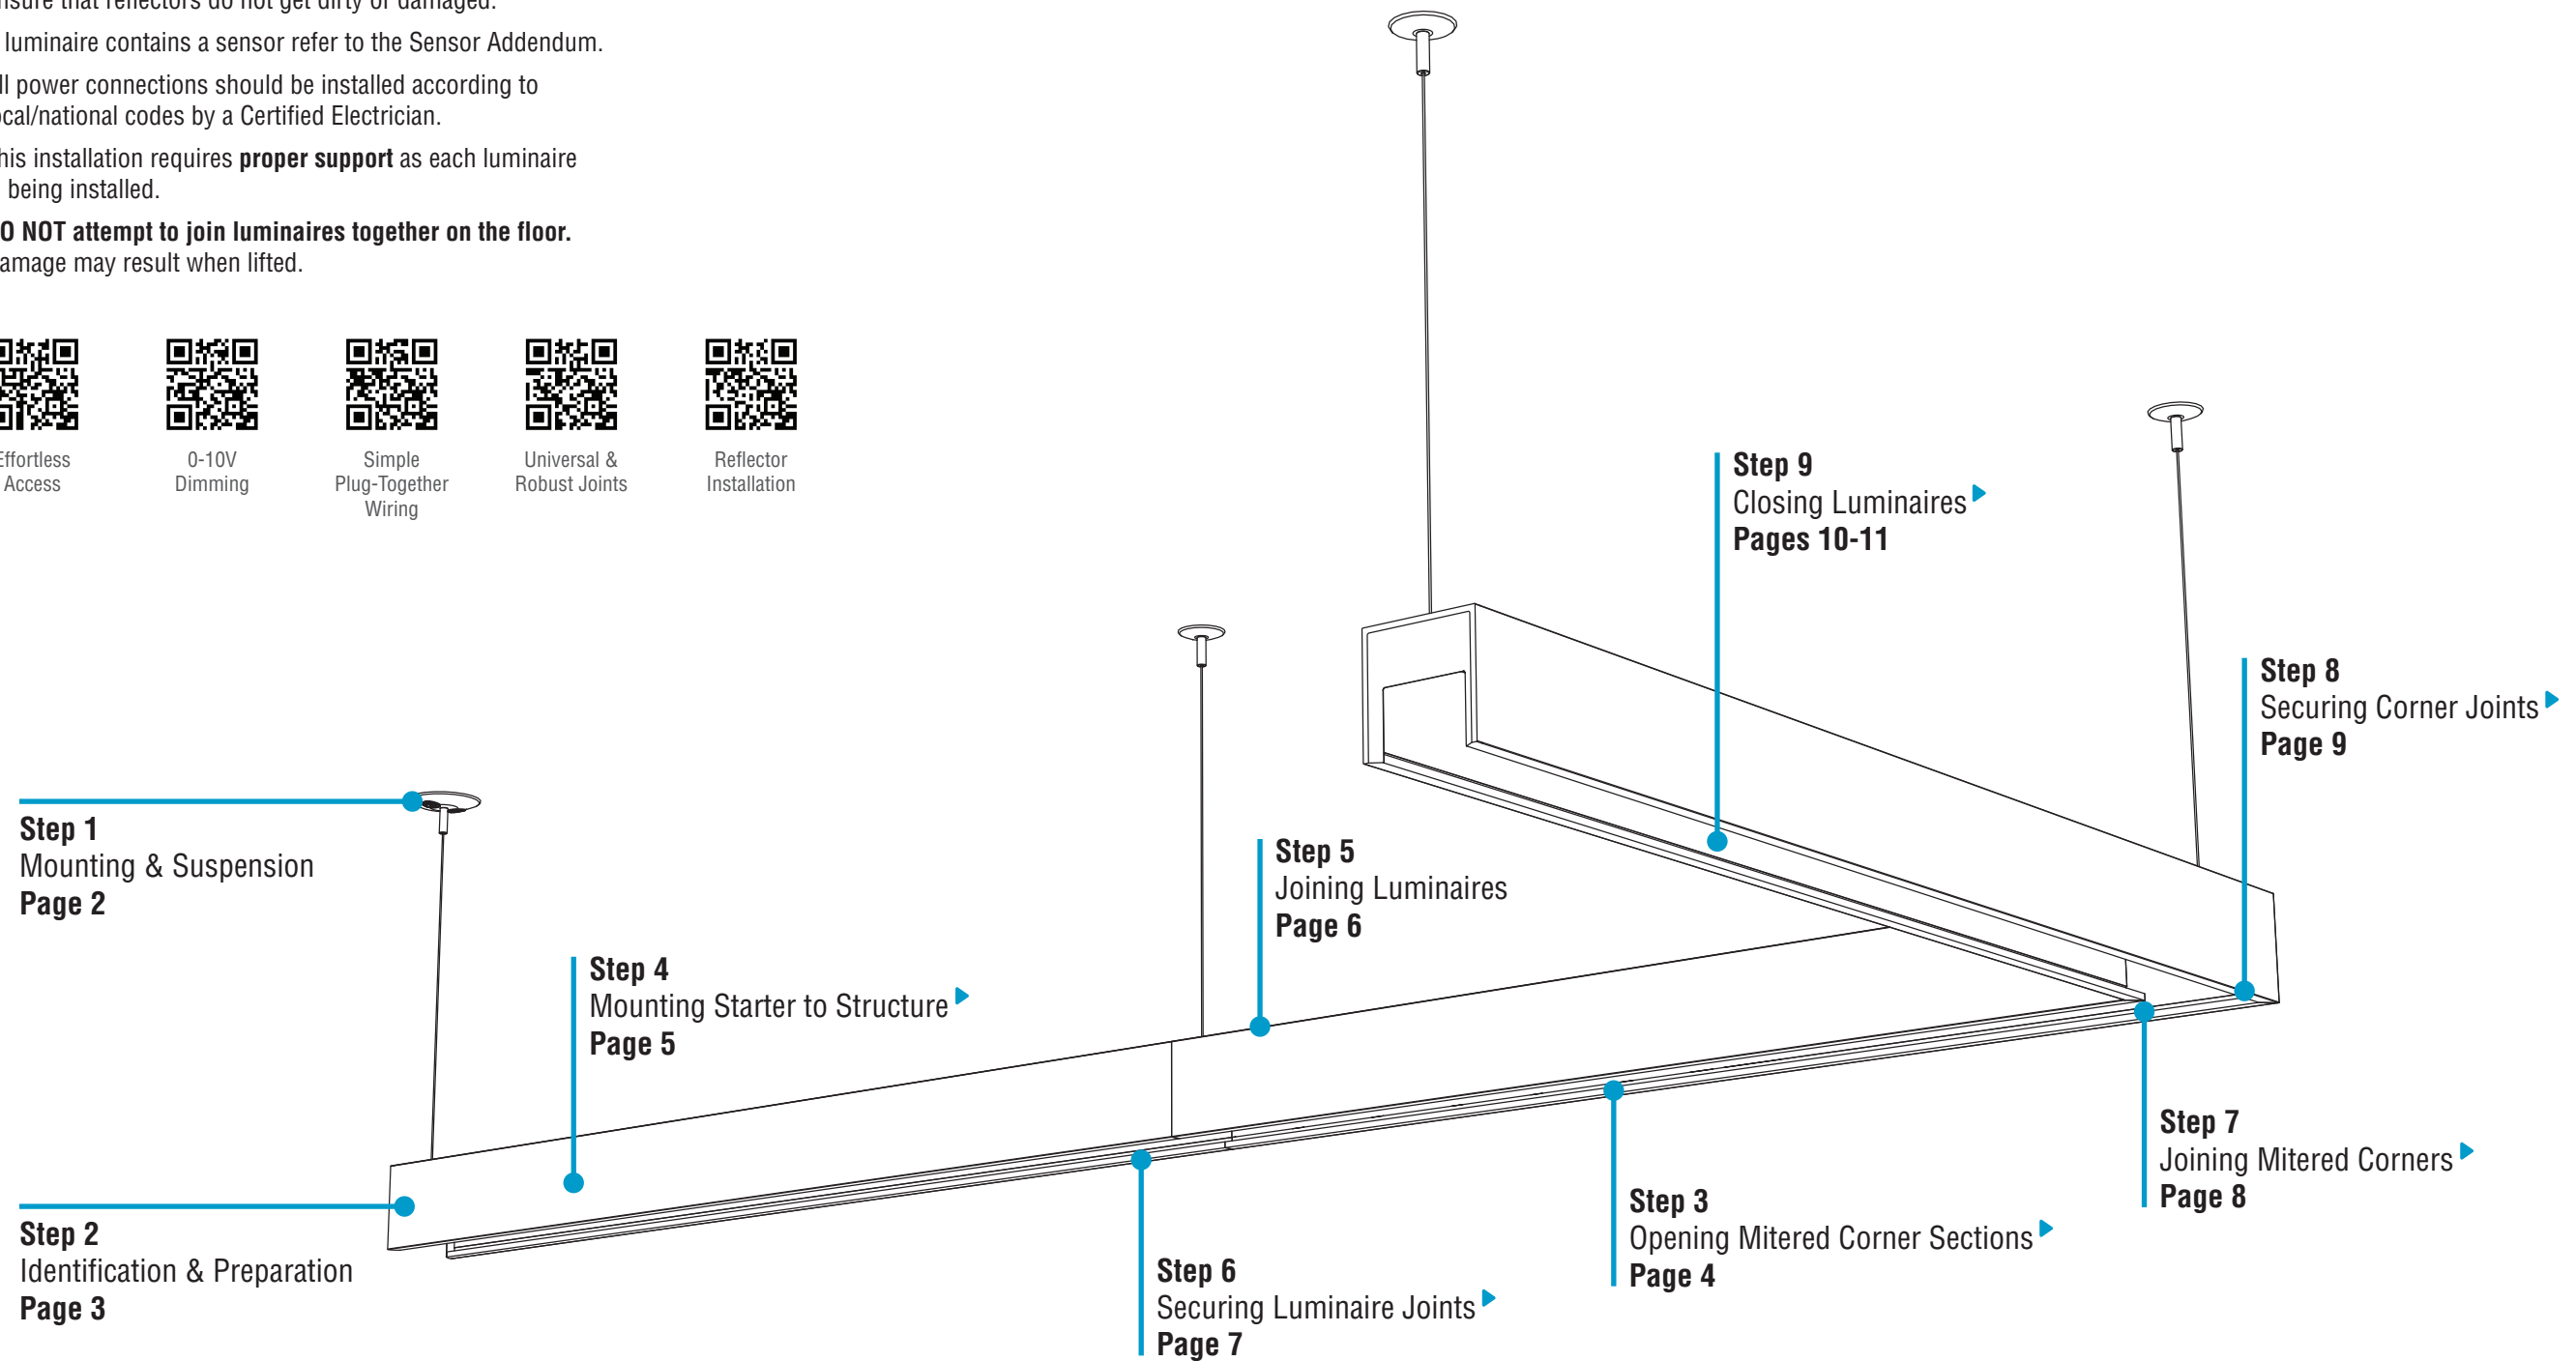 nsure that reflectors do not get dirty or damaged.
luminaire contains a sensor refer to the Sensor Addendum.
ll power connections should be installed according to
ocal/national codes by a Certified Electrician.
his installation requires proper support as each luminaire
being installed.
O NOT attempt to join luminaires together on the floor.
amage may result when lifted.
Effortless
Access
0-10V
Dimming
Simple
Plug-Together
Wiring
Universal &
Robust Joints
Reflector
Installation
Step 1
Mounting & Suspension
Page 2
Step 2
Identification & Preparation
Page 3
Step 4
Mounting Starter to Structure
Page 5
Step 5
Joining Luminaires
Page 6
Step 6
Securing Luminaire Joints
Page 7
Step 3
Opening Mitered Corner Sections
Page 4
Step 9
Closing Luminaires
Pages 10-11
Step 8
Securing Corner Joints
Page 9
Step 7
Joining Mitered Corners
Page 8